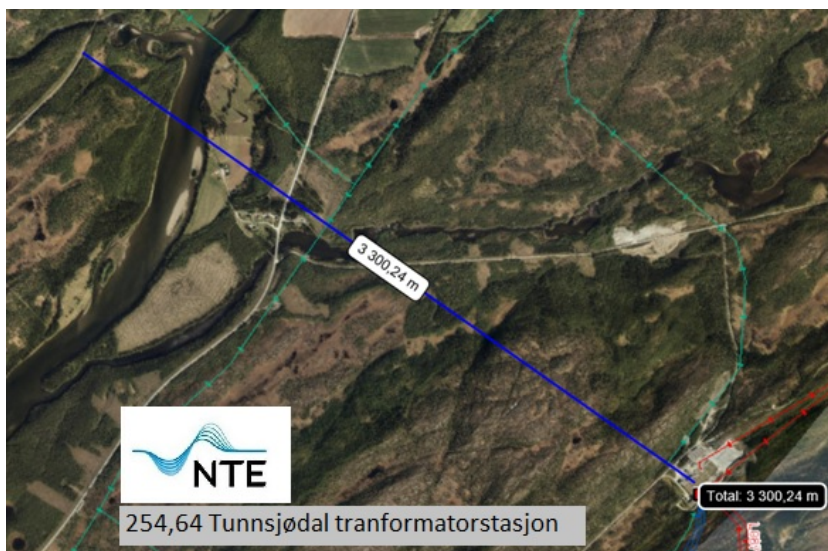 3 300,24 m
NTE
Total: 3 300,24 m
254,64 Tunnsjødal tranformatorstasjon